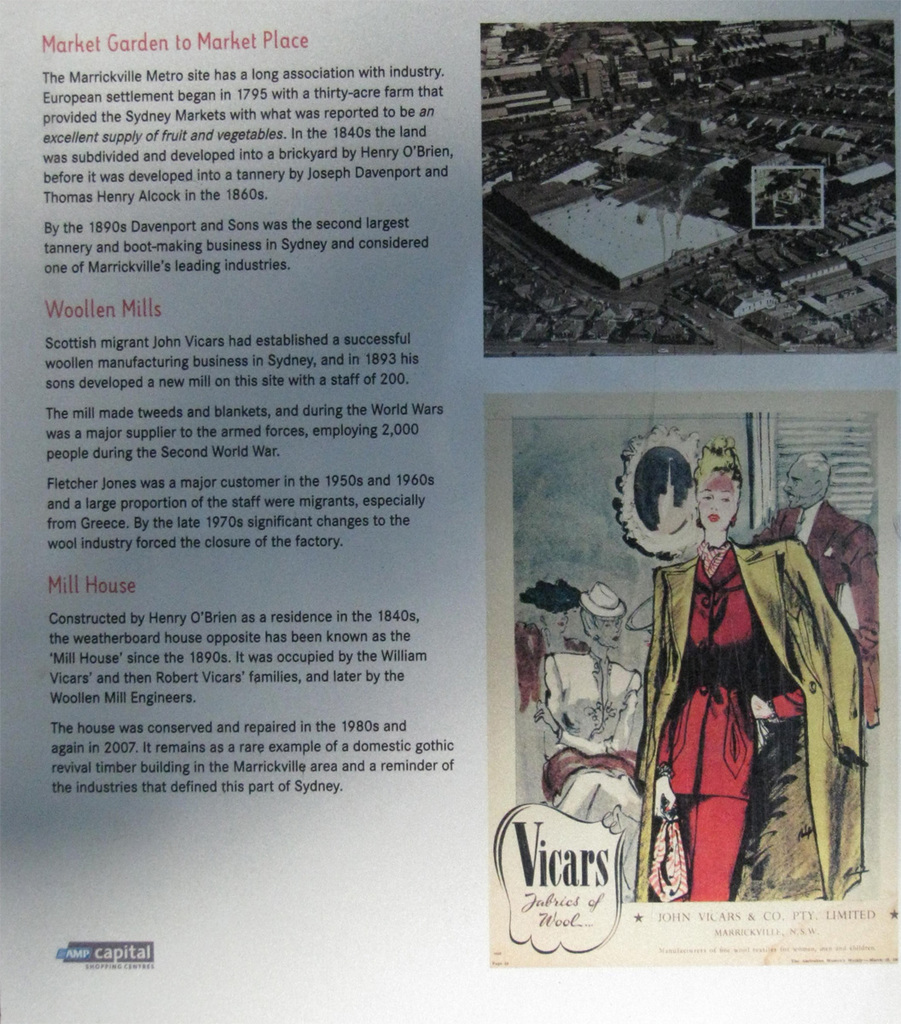 Market Garden to Market Place
The Marrickville Metro site has a long association with industry.
European settlement began in 1795 with a thirty-acre farm that
provided the Sydney Markets with what was reported to be an
excellent supply of fruit and vegetables. In the 1840s the land
was subdivided and developed into a brickyard by Henry O'Brien,
before it was developed into a tannery by Joseph Davenport and
Thomas Henry Alcock in the 1860s.
By the 1890s Davenport and Sons was the second largest
tannery and boot-making business in Sydney and considered
one of Marrickville's leading industries.
Woollen Mills
Scottish migrant John Vicars had established a successful
woollen manufacturing business in Sydney, and in 1893 his
sons developed a new mill on this site with a staff of 200.
The mill made tweeds and blankets, and during the World Wars
was a major supplier to the armed forces, employing 2,000
people during the Second World War.
Fletcher Jones was a major customer in the 1950s and 1960s
and a large proportion of the staff were migrants, especially
from Greece. By the late 1970s significant changes to the
wool industry forced the closure of the factory.
Mill House
Constructed by Henry O'Brien as a residence in the 1840s,
the weatherboard house opposite has been known as the
'Mill House' since the 1890s. It was occupied by the William
Vicars' and then Robert Vicars' families, and later by the
Woollen Mill Engineers.
The house was conserved and repaired in the 1980s and
again in 2007. It remains as a rare example of a domestic gothic
revival timber building in the Marrickville area and a reminder of
the industries that defined this part of Sydney.
AMP capital
SHOPPING CENTRES
Vicars
Fabrics of
Wool...
★ JOHN VICARS & CO. PTY. LIMITED ★
MARRICKVILLE, N.S.W.
Manufacturers of fine wool textiles for women, men and children